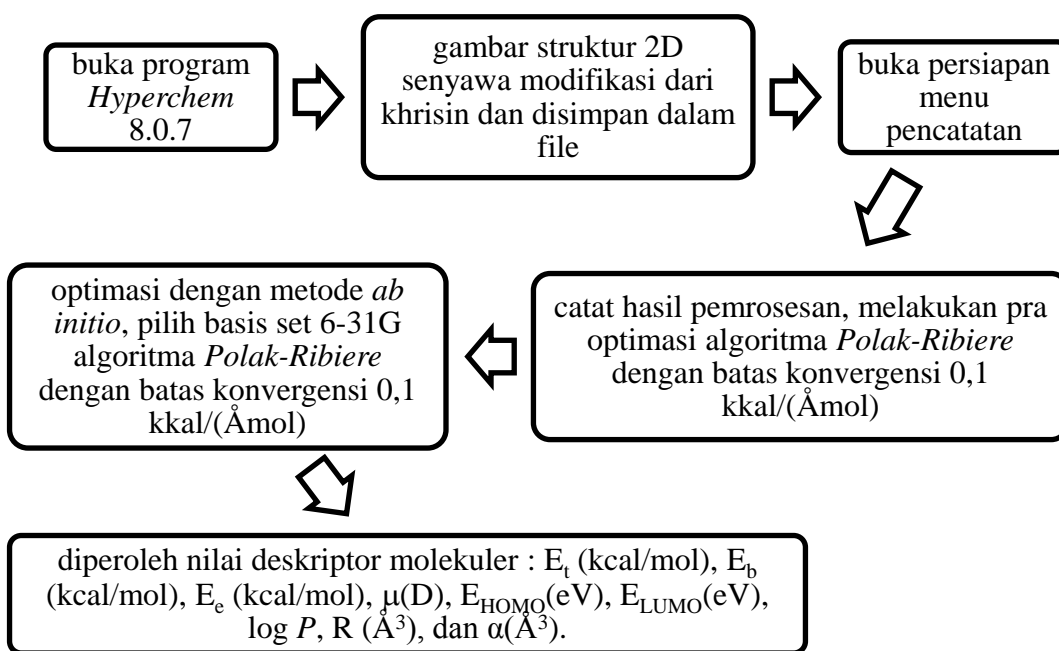 buka program
Hyperchem
8.0.7
gambar struktur 2D
senyawa modifikasi dari
khrisin dan disimpan dalam
file
buka persiapan
menu
pencatatan
catat hasil pemrosesan, melakukan pra
optimasi algoritma Polak-Ribiere
dengan batas konvergensi 0,1
kkal/(Åmol)
optimasi dengan metode ab
initio, pilih basis set 6-31G
algoritma Polak-Ribiere
dengan batas konvergensi 0,1
kkal/(Åmol)
diperoleh nilai deskriptor molekuler : Et (kcal/mol), Eb
(kcal/mol), Ee (kcal/mol), μ(D), EHOMO(eV), ELUMO(eV),
log P, R (Å³), dan α(Å³).